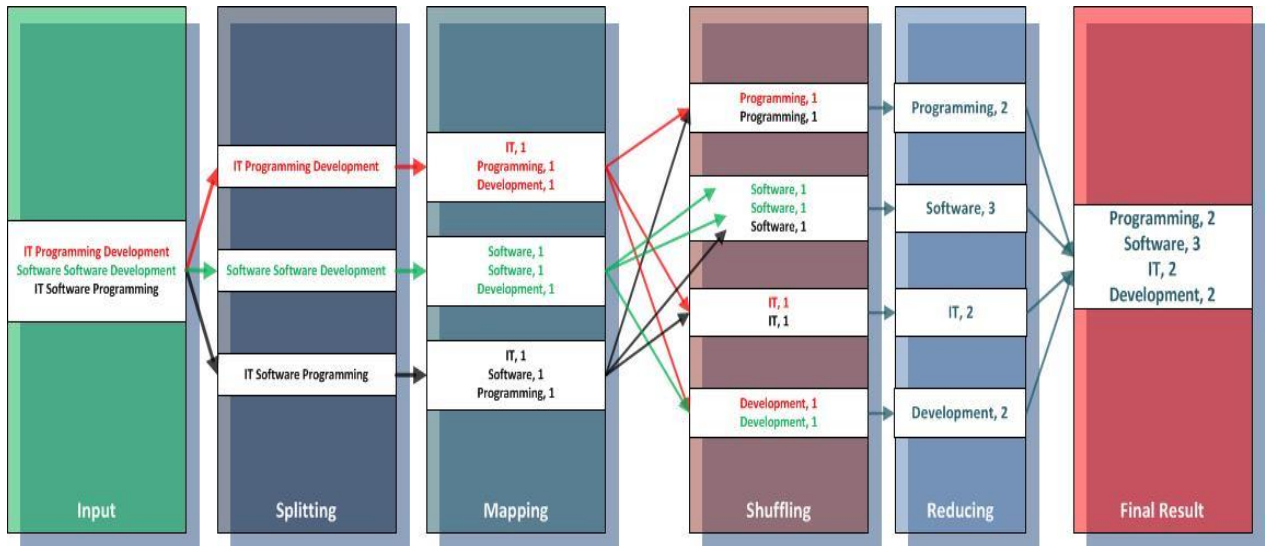 IT Programming Development
Software Software Development
IT Software Programming
Input
IT Programming Development
Software Software Development
IT Software Programming
Splitting
IT, 1
Programming, 1
Development, 1
Software, 1
Software, 1
Development, 1
IT, 1
Software, 1
Programming, 1
Mapping
Programming, 1
Programming, 1
Software, 1
Software, 1
Software, 1
IT, 1
IT, 1
Development, 1
Development, 1
Shuffling
Programming, 2
Software, 3
IT, 2
Development, 2
Reducing
Programming, 2
Software, 3
IT, 2
Development, 2
Final Result